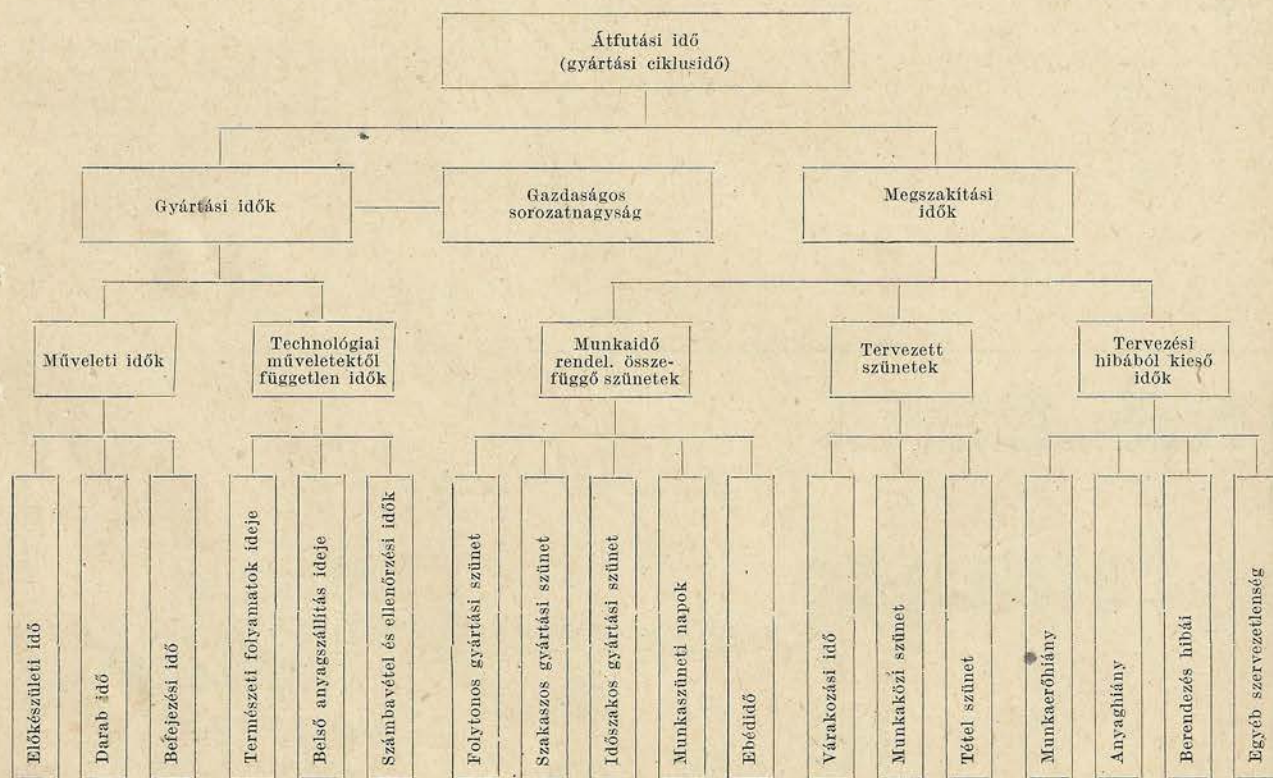 Átfutási idő
(gyártási ciklusidő)
Gyártási idők
Gazdaságos
sorozatnagyság
Megszakítási
idők
Műveleti idők
Technológiai
műveletektől
független idők
Munkaidő
rendel. össze-
függő szünetek
Tervezett
szünetek
Tervezési
hibából kieső
idők
Előkészületi idő
Darab idő
Befejezési idő
Természeti folyamatok ideje
Belső anyagszállítás ideje
Számbavétel és ellenőrzési idők
Folytonos gyártási szünet
Szakaszos gyártási szünet
Időszakos gyártási szünet
Munkaszüneti napok
Ebédidő
Várakozási idő
Munkaközi szünet
Tétel szünet
Munkaerőhiány
Anyaghiány
Berendezés hibái
Egyéb szervezetlenség